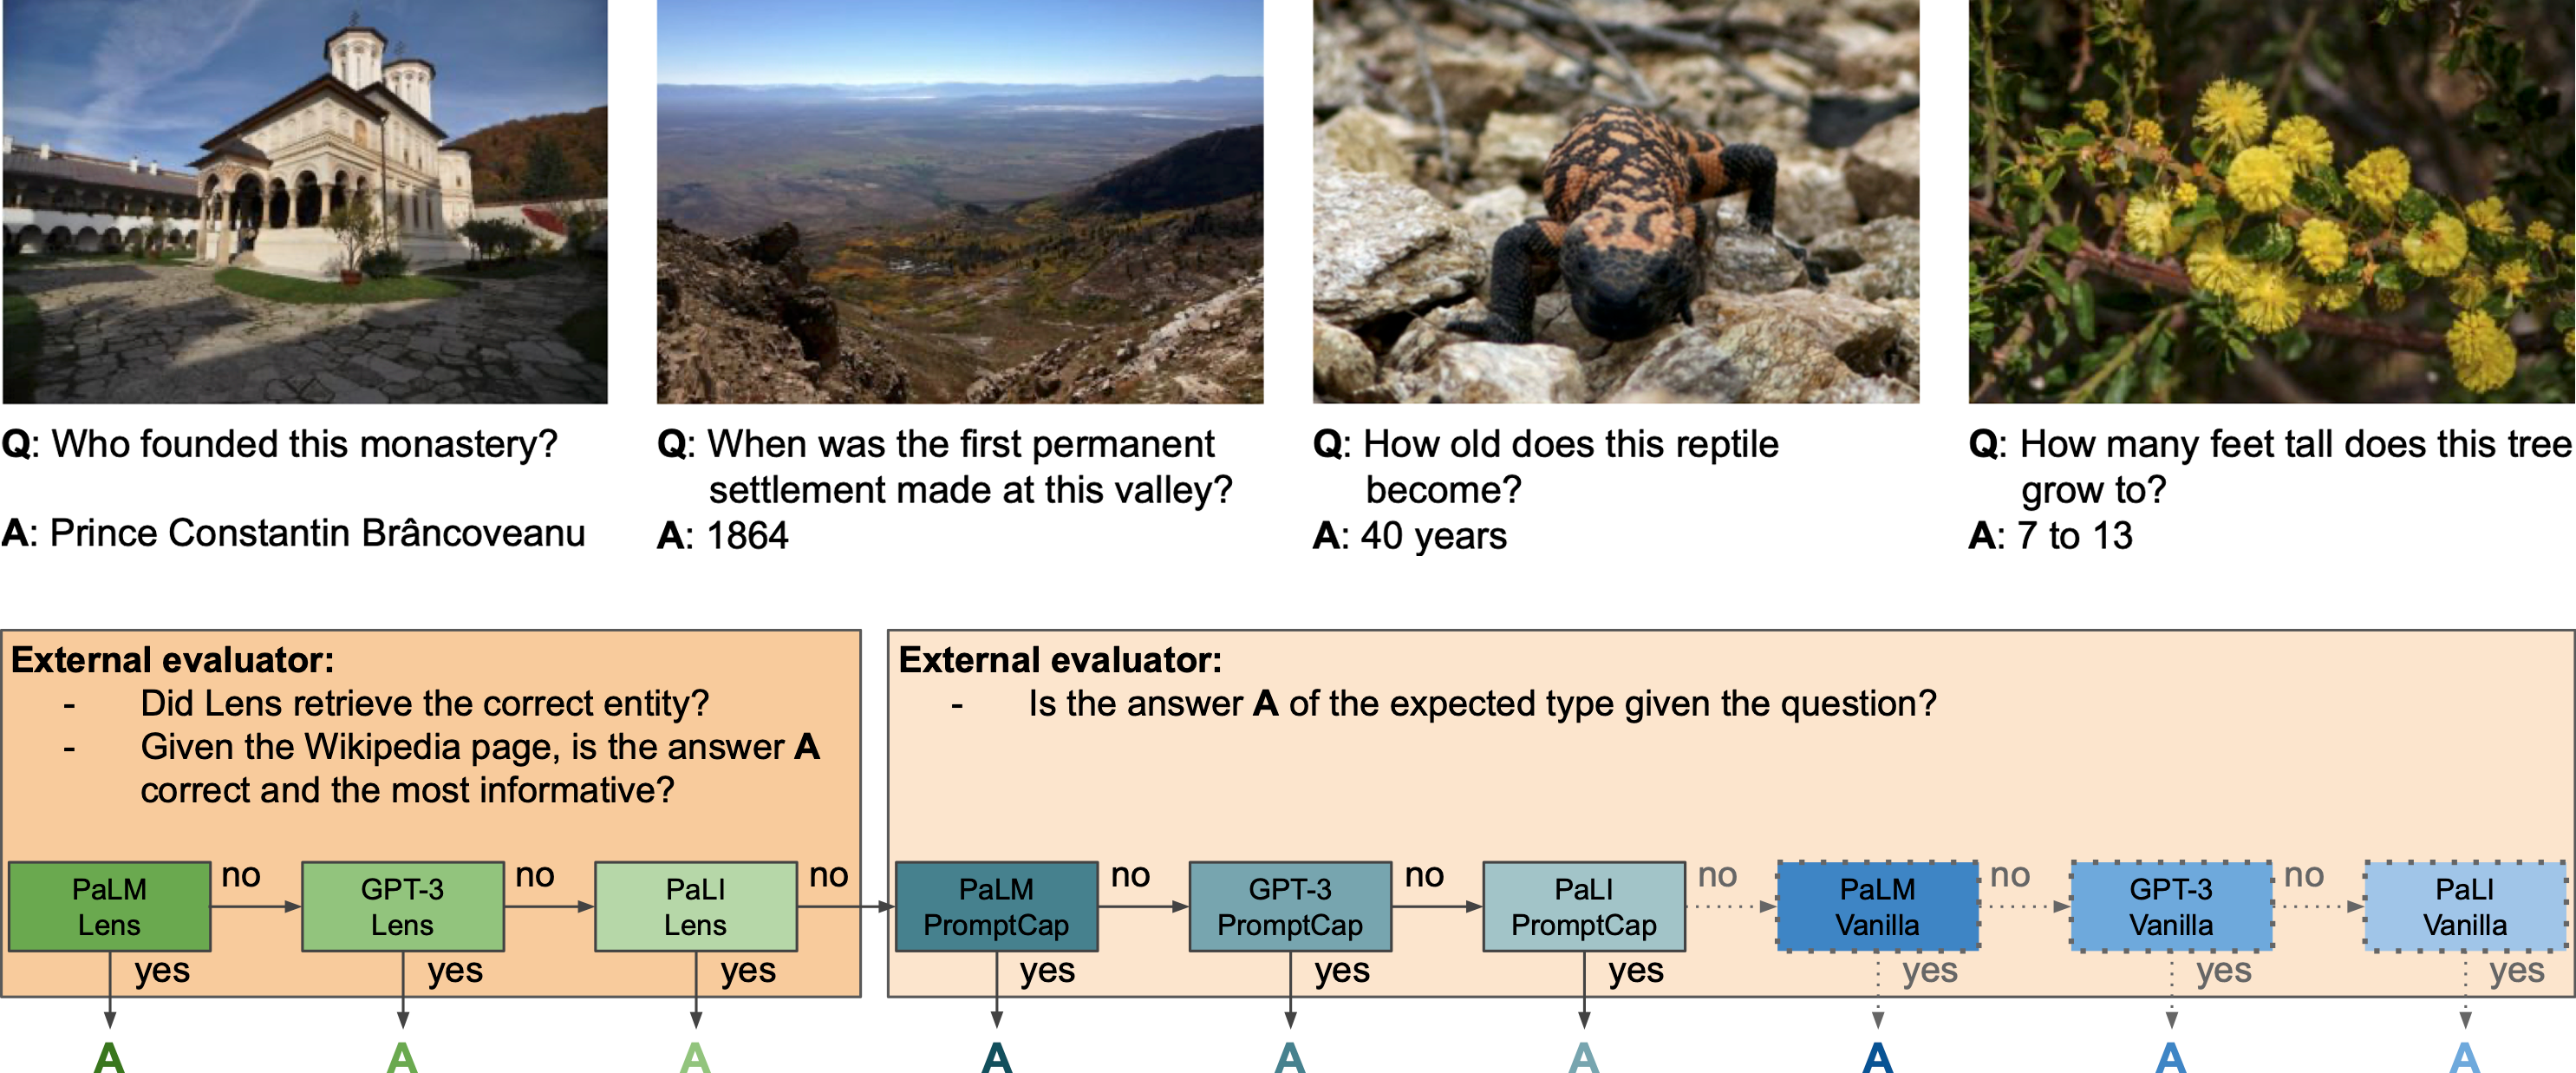 Q: Who founded this monastery?
A: Prince Constantin Brâncoveanu
Q: When was the first permanent
settlement made at this valley?
A: 1864
Q: How old does this reptile
become?
A: 40 years
Q: How many feet tall does this tree
grow to?
A: 7 to 13
External evaluator:
- Did Lens retrieve the correct entity?
- Given the Wikipedia page, is the answer A
correct and the most informative?
PaLM
Lens
no
GPT-3
Lens
no
PaLI
Lens
no
yes
yes
yes
A
A
A
External evaluator:
- Is the answer A of the expected type given the question?
PaLM
PromptCap
no
GPT-3
PromptCap
no
PaLI
PromptCap
no
PaLM
Vanilla
no
GPT-3
Vanilla
no
PaLI
Vanilla
yes
yes
yes
yes
yes
yes
A
A
A
A
A
A